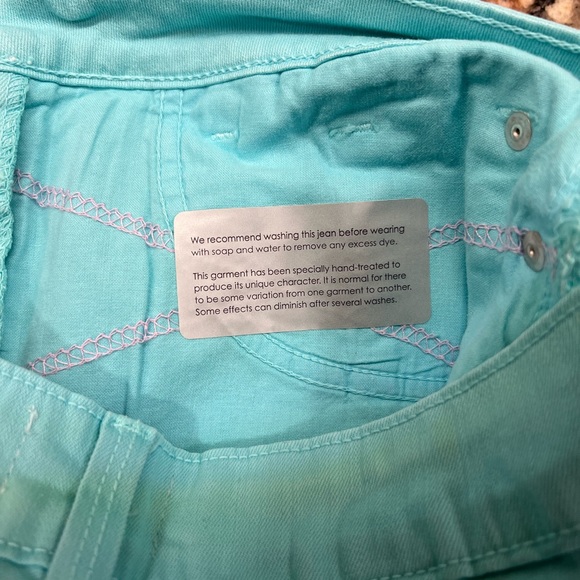 We recommend washing this jean before wearing
with soap and water to remove any excess dye.
This garment has been specially hand-treated to
produce its unique character. It is normal for there
to be some variation from one garment to another.
Some effects can diminish after several washes.